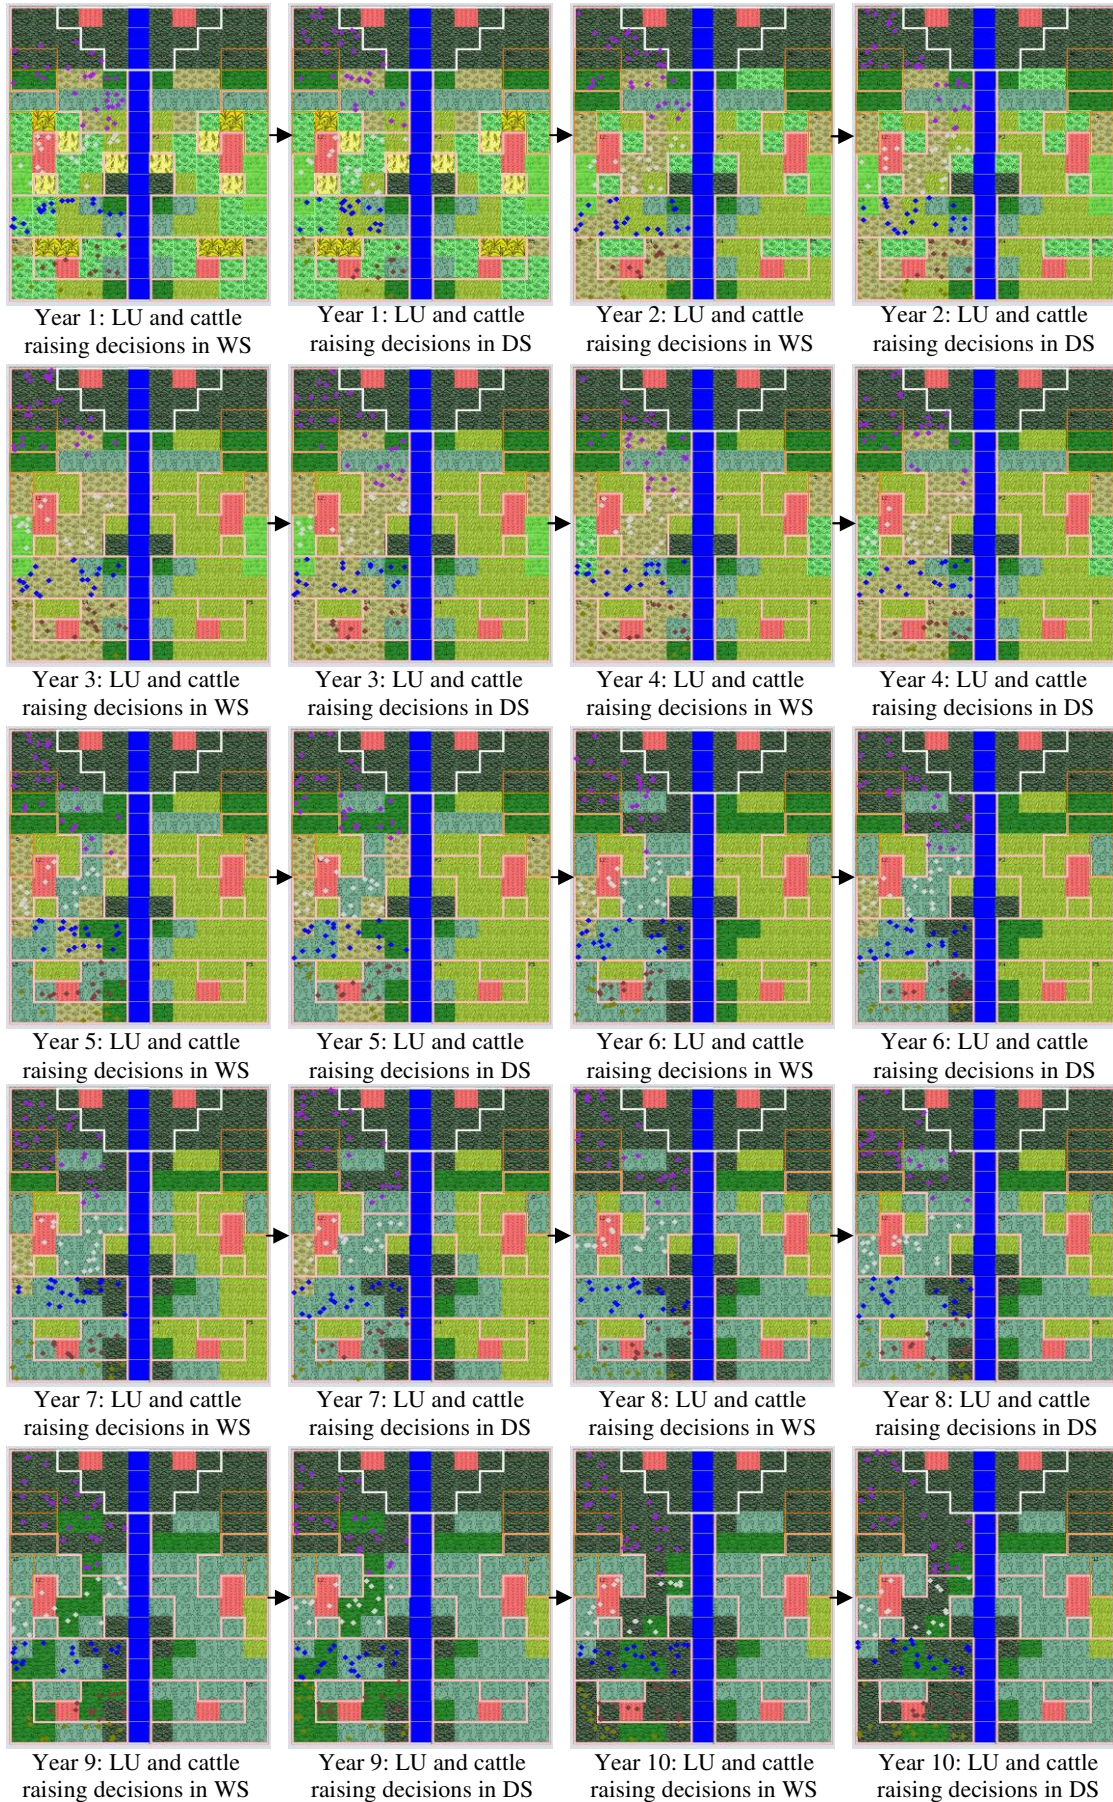 Year 1: LU and cattle
raising decisions in WS
Year 1: LU and cattle
raising decisions in DS
Year 2: LU and cattle
raising decisions in WS
Year 2: LU and cattle
raising decisions in DS
Year 3: LU and cattle
raising decisions in WS
Year 3: LU and cattle
raising decisions in DS
Year 4: LU and cattle
raising decisions in WS
Year 4: LU and cattle
raising decisions in DS
Year 5: LU and cattle
raising decisions in WS
Year 5: LU and cattle
raising decisions in DS
Year 6: LU and cattle
raising decisions in WS
Year 6: LU and cattle
raising decisions in DS
Year 7: LU and cattle
raising decisions in WS
Year 7: LU and cattle
raising decisions in DS
Year 8: LU and cattle
raising decisions in WS
Year 8: LU and cattle
raising decisions in DS
Year 9: LU and cattle
raising decisions in WS
Year 9: LU and cattle
raising decisions in DS
Year 10: LU and cattle
raising decisions in WS
Year 10: LU and cattle
raising decisions in DS